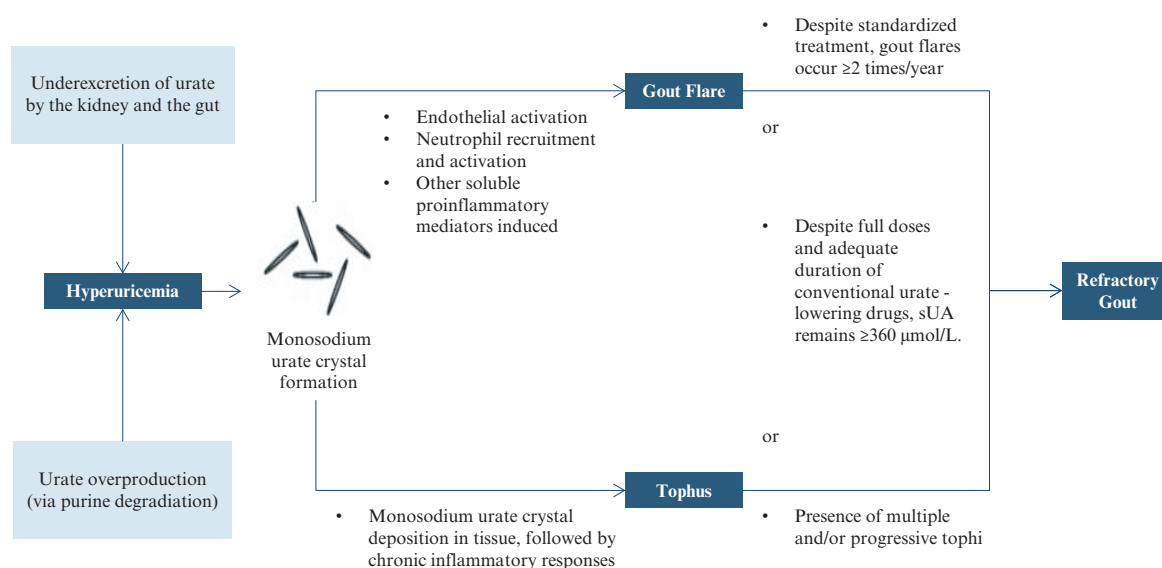 Underexcretion of urate
by the kidney and the gut
Hyperuricemia
Urate overproduction
(via purine degradation)
Monosodium
urate crystal
formation
• Endothelial activation
• Neutrophil recruitment
and activation
• Other soluble
proinflammatory
mediators induced
Gout Flare
• Monosodium urate crystal
deposition in tissue, followed by
chronic inflammatory responses
Tophus
• Despite standardized
treatment, gout flares
occur ≥2 times/year
or
• Despite full doses
and adequate
duration of
conventional urate -
lowering drugs, sUA
remains ≥360 μmol/L.
or
• Presence of multiple
and/or progressive tophi
Refractory
Gout